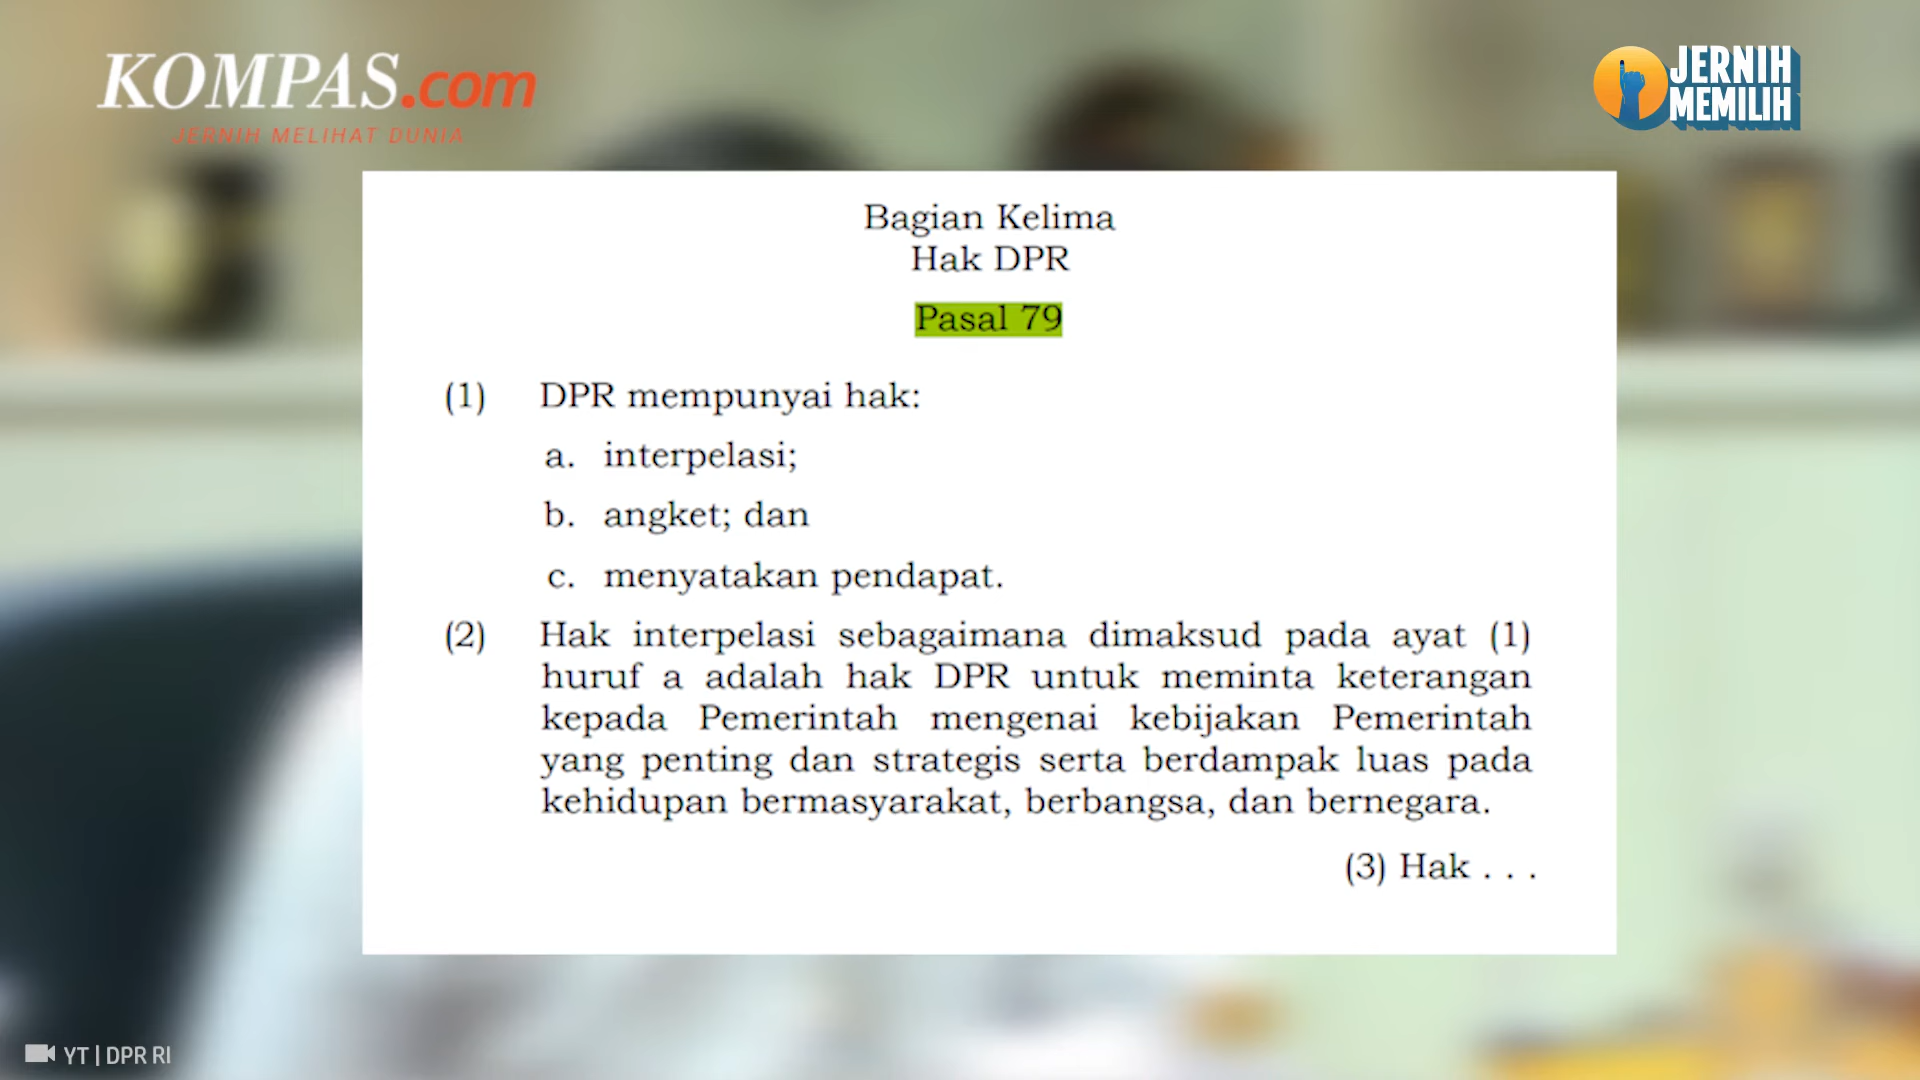 KOMPAS.com
JERNIH MELIHAT DUNIA
JERNIH
MEMILIH
Bagian Kelima
Hak DPR
Pasal 79
(1) DPR mempunyai hak:
a. interpelasi;
b. angket; dan
c. menyatakan pendapat.
(2) Hak interpelasi sebagaimana dimaksud pada ayat (1)
huruf a adalah hak DPR untuk meminta keterangan
kepada Pemerintah mengenai kebijakan Pemerintah
yang penting dan strategis serta berdampak luas pada
kehidupan bermasyarakat, berbangsa, dan bernegara.
(3) Hak . . .
YT | DPR RI